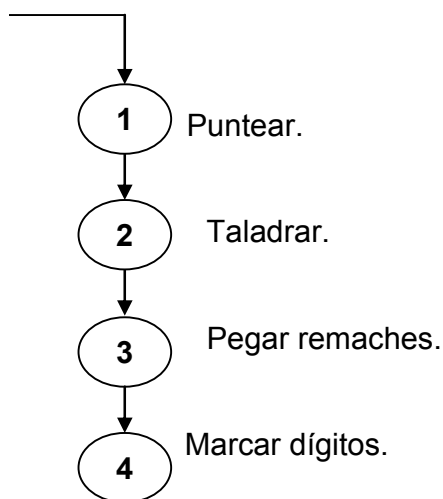 1 Puntear.
2 Taladrar.
3 Pegar remaches.
4 Marcar dígitos.